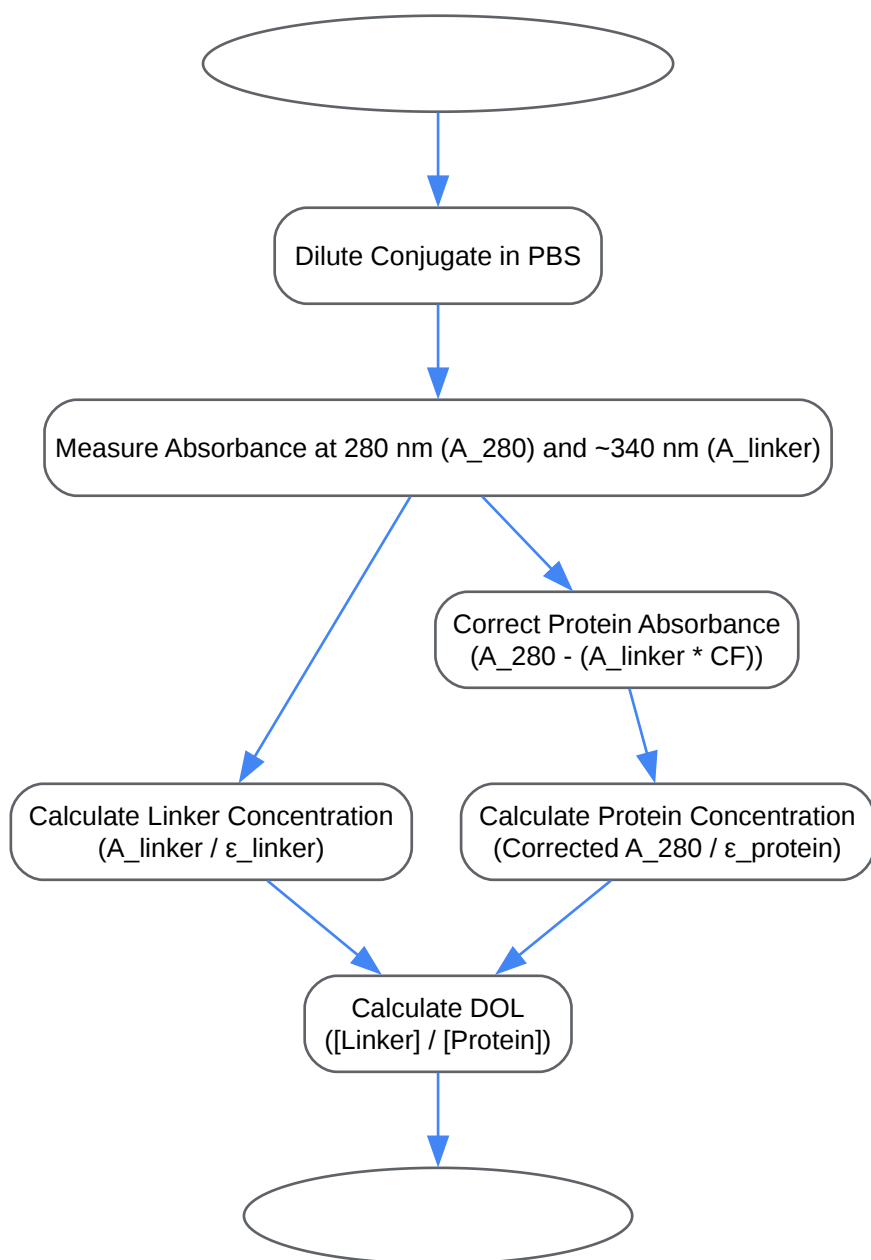 Dilute Conjugate in PBS
Measure Absorbance at 280 nm (A_280) and ~340 nm (A_linker)
Correct Protein Absorbance
(A_280 - (A_linker * CF))
Calculate Linker Concentration
(A_linker / ε_linker)
Calculate Protein Concentration
(Corrected A_280 / ε_protein)
Calculate DOL
([Linker] / [Protein])